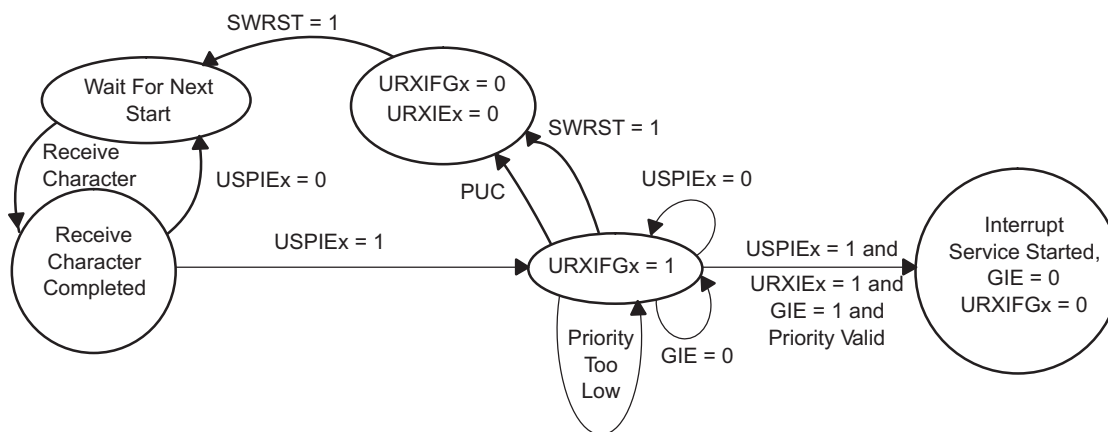 SWRST = 1
Wait For Next
Start
URXIFGx = 0
URXIEx = 0
SWRST = 1
Receive
Character
USPIEx = 0
PUC
USPIEx = 0
Receive
Character
Completed
USPIEx = 1
URXIFGx = 1
USPIEx = 1 and
URXIEx = 1 and
GIE = 1 and
Priority Valid
Interrupt
Service Started,
GIE = 0
URXIFGx = 0
Priority
Too
Low
GIE = 0